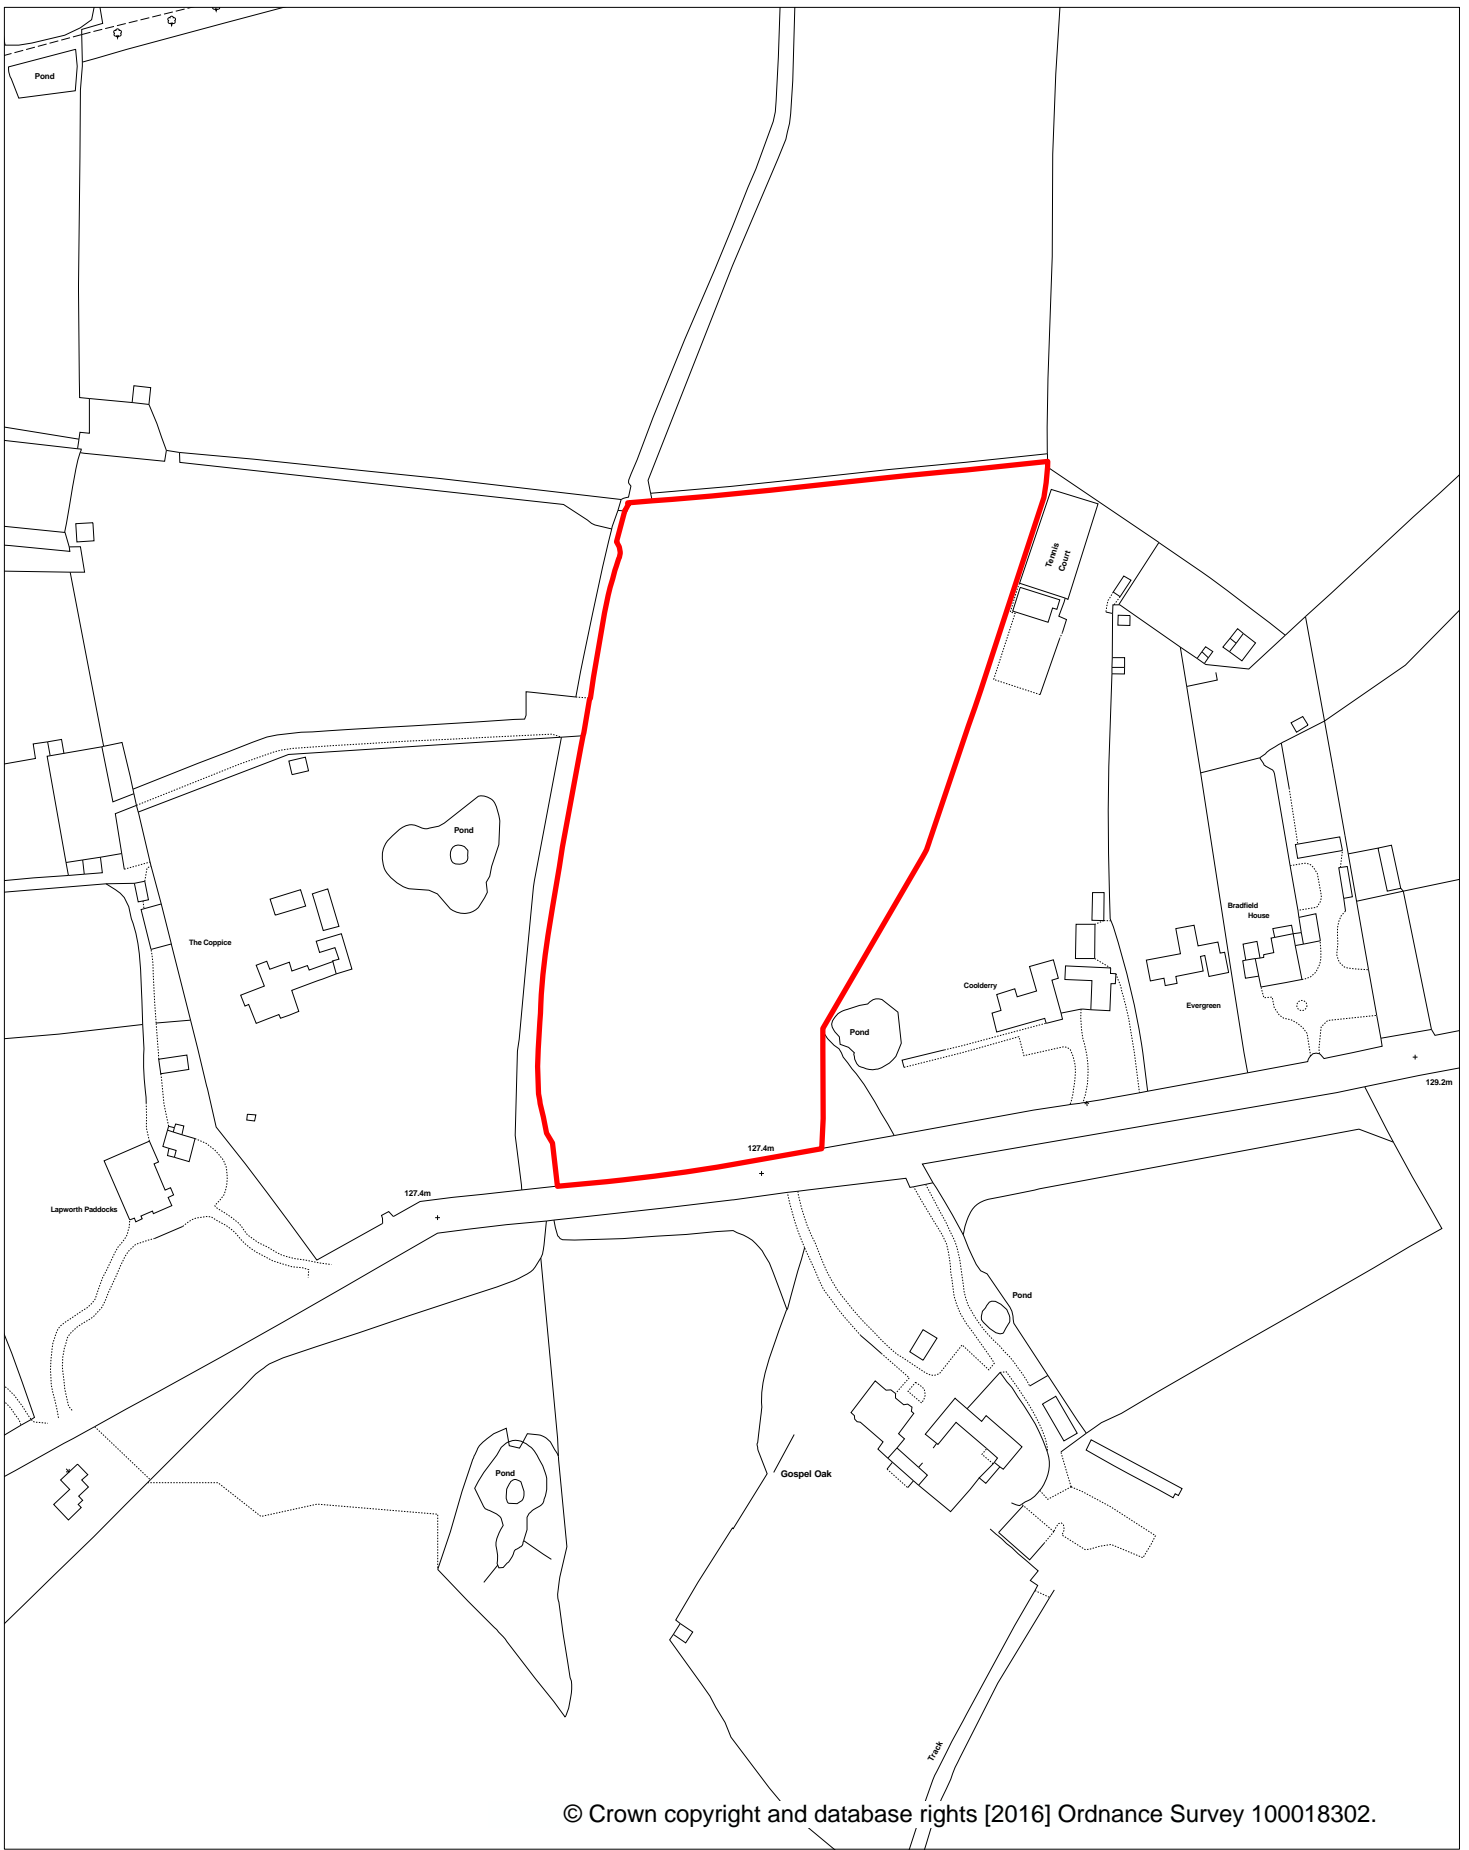 Pond
Tennis
Court
Pond
Bradfield
House
The Coppice
Coolderry
Evergreen
Pond
129.2m
127.4m
127.4m
Lapworth Paddocks
Pond
Pond
Gospel Oak
Track
© Crown copyright and database rights [2016] Ordnance Survey 100018302.